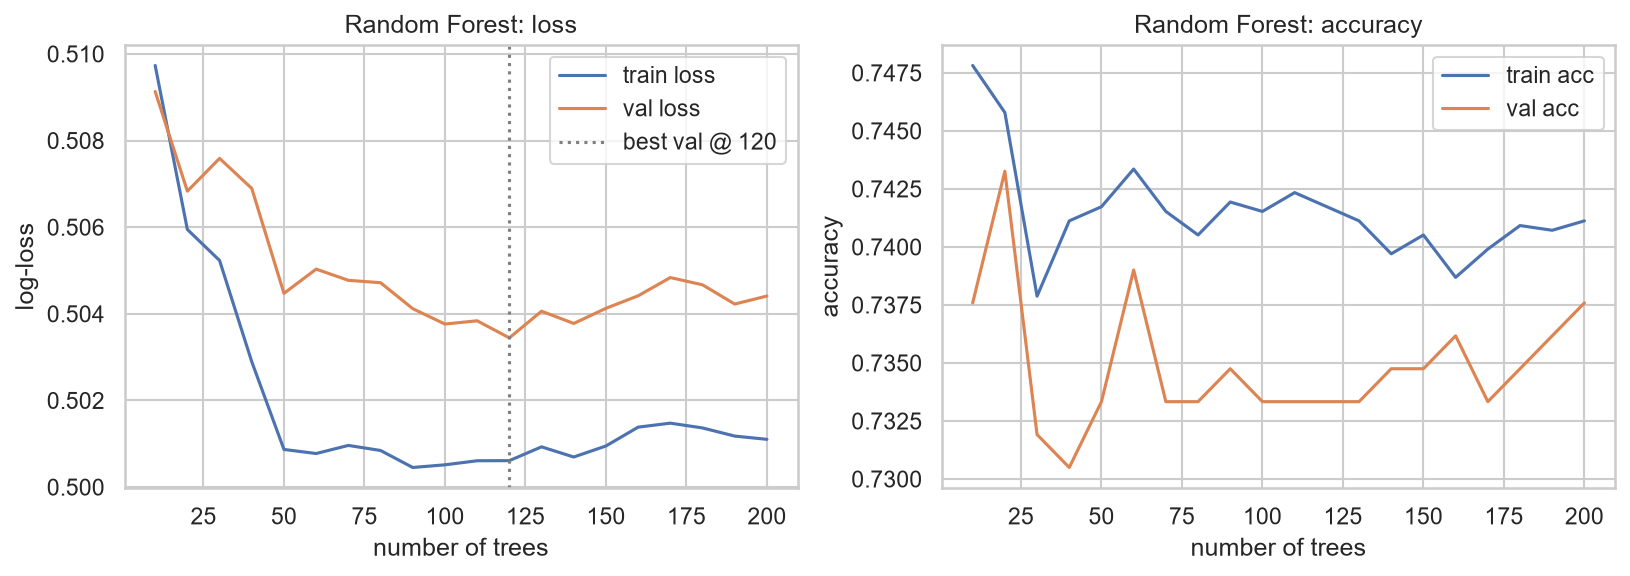 Random Forest: loss
0.510
0.508
0.506
0.504
0.502
0.500
log-loss
train loss
val loss
best val @ 120
25 50 75 100 125 150 175 200
number of trees
Random Forest: accuracy
0.7475
0.7450
0.7425
0.7400
0.7375
0.7350
0.7325
0.7300
accuracy
train acc
val acc
25 50 75 100 125 150 175 200
number of trees